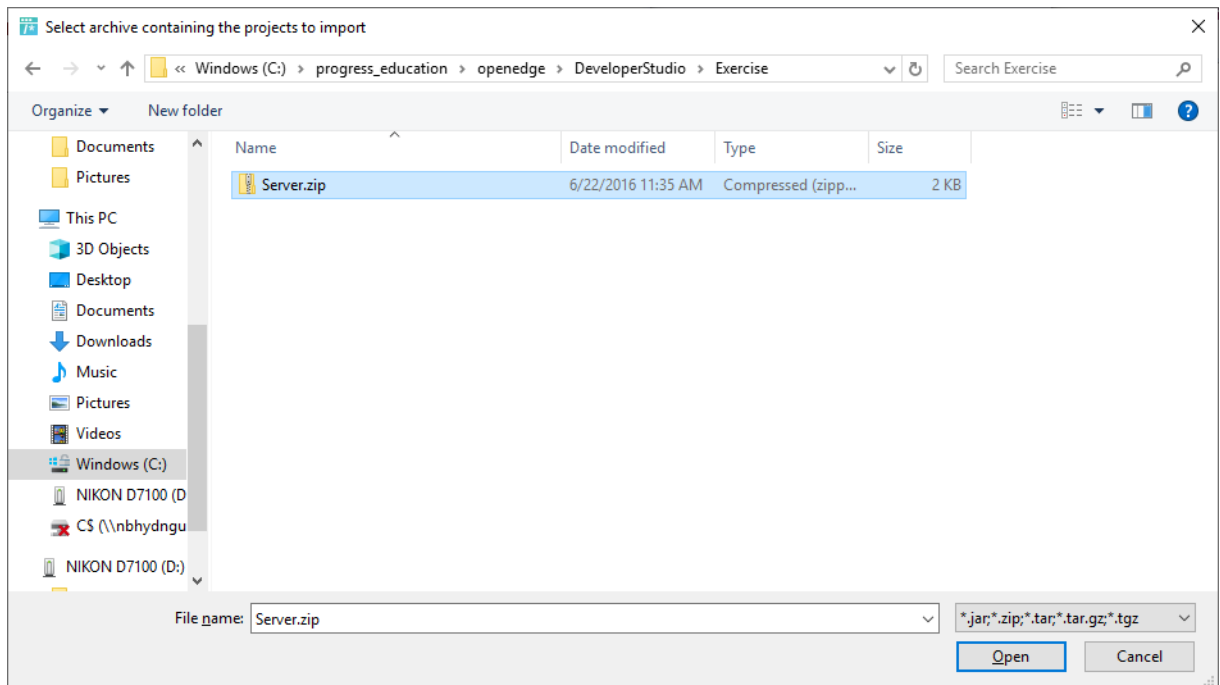 Select archive containing the projects to import
« Windows (C:) › progress_education › openedge › DeveloperStudio › Exercise
Search Exercise
Organize
New folder
Name
Date modified
Type
Size
Server.zip
6/22/2016 11:35 AM
Compressed (zipp...
2 KB
Documents
Pictures
This PC
3D Objects
Desktop
Documents
Downloads
Music
Pictures
Videos
Windows (C:)
NIKON D7100 (D
C$ (\\nbhydngu
NIKON D7100 (D:)
File name:
Server.zip
*.jar;*.zip;*.tar;*.tar.gz;*.tgz
Open
Cancel